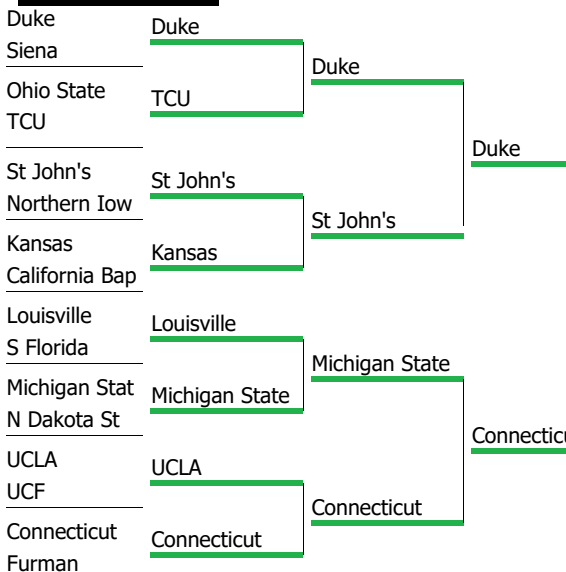 Duke
Siena
Ohio State
TCU
St John's
Northern Iow
Kansas
California Bap
Louisville
S Florida
Michigan Stat
N Dakota St
UCLA
UCF
Connecticut
Furman
Duke
TCU
St John's
Kansas
Louisville
Michigan State
UCLA
Connecticut
Duke
St John's
Michigan State
Connecticut
Duke
Connecticu